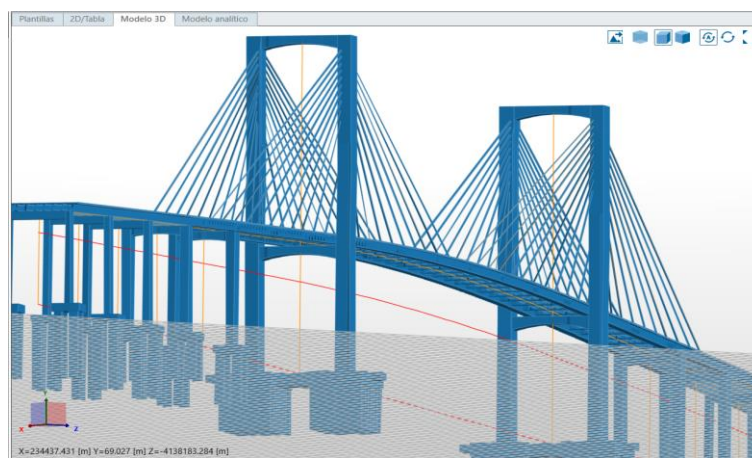 Plantillas 2D/Tabla Modelo 3D Modelo analítico
A
Y
X Z
X=234437.431 [m] Y=69.027 [m] Z=-4138183.284 [m]